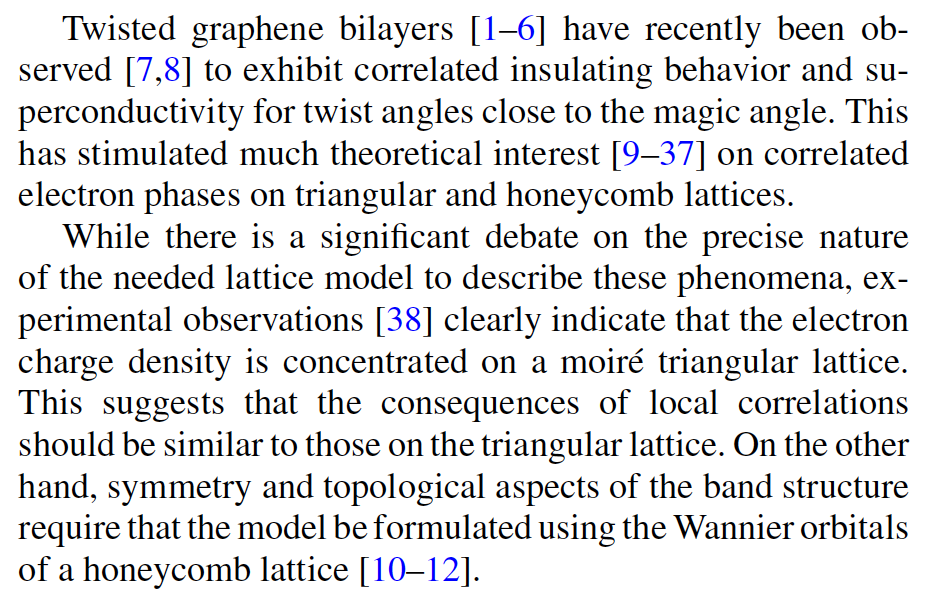 Twisted graphene bilayers [1–6] have recently been ob-
served [7,8] to exhibit correlated insulating behavior and su-
perconductivity for twist angles close to the magic angle. This
has stimulated much theoretical interest [9–37] on correlated
electron phases on triangular and honeycomb lattices.
While there is a significant debate on the precise nature
of the needed lattice model to describe these phenomena, ex-
perimental observations [38] clearly indicate that the electron
charge density is concentrated on a moiré triangular lattice.
This suggests that the consequences of local correlations
should be similar to those on the triangular lattice. On the other
hand, symmetry and topological aspects of the band structure
require that the model be formulated using the Wannier orbitals
of a honeycomb lattice [10–12].